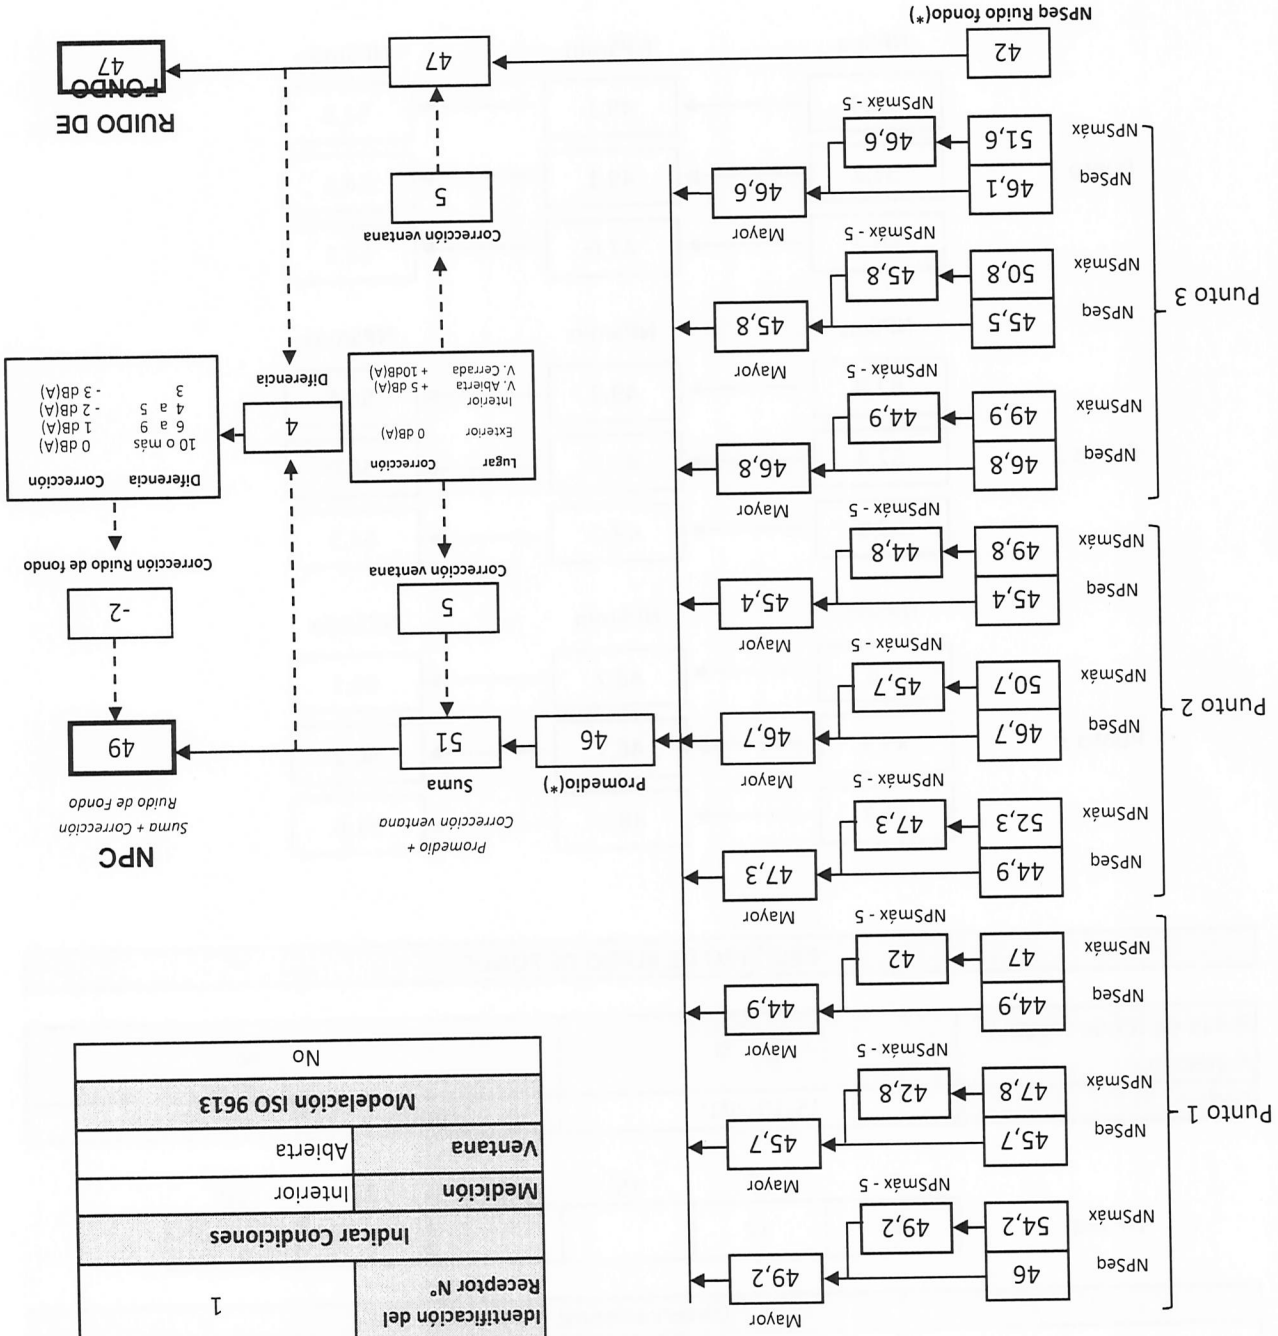 Identificación del
Receptor N°
1
Indicar Condiciones
Medición
Interior
Ventana
Abierta
Modelación ISO 9613
No
Punto 1
NPSeq
46
NPSmáx
54,2
49,2
NPSmáx - 5
Mayor
49,2
NPSeq
45,7
NPSmáx
47,8
42,8
NPSmáx - 5
Mayor
45,7
NPSeq
44,9
NPSmáx
47
42
NPSmáx - 5
Mayor
44,9
Punto 2
NPSeq
44,9
NPSmáx
52,3
47,3
NPSmáx - 5
Mayor
47,3
NPSeq
46,7
NPSmáx
50,7
45,7
NPSmáx - 5
Mayor
46,7
NPSeq
45,4
NPSmáx
49,8
44,8
NPSmáx - 5
Mayor
45,4
Punto 3
NPSeq
46,8
NPSmáx
49,9
44,9
NPSmáx - 5
Mayor
46,8
NPSeq
45,5
NPSmáx
50,8
45,8
NPSmáx - 5
Mayor
45,8
NPSeq
46,1
NPSmáx
51,6
46,6
NPSmáx - 5
Mayor
46,6
42
NPSeq Ruido fondo(*)
Promedio(*)
46
Promedio +
Corrección ventana
Suma
51
NPC
Suma + Corrección
Ruido de Fondo
49
5
Corrección ventana
-2
Corrección Ruido de fondo
Lugar Corrección
Exterior 0 dB(A)
Interior
V. Abierta + 5 dB(A)
V. Cerrada + 10dB(A)
4
Diferencia
Diferencia Corrección
10 o más 0 dB(A)
6 a 9 1 dB(A)
4 a 5 - 2 dB(A)
3 - 3 dB(A)
Corrección ventana
5
47
RUIDO DE
FONDO
47